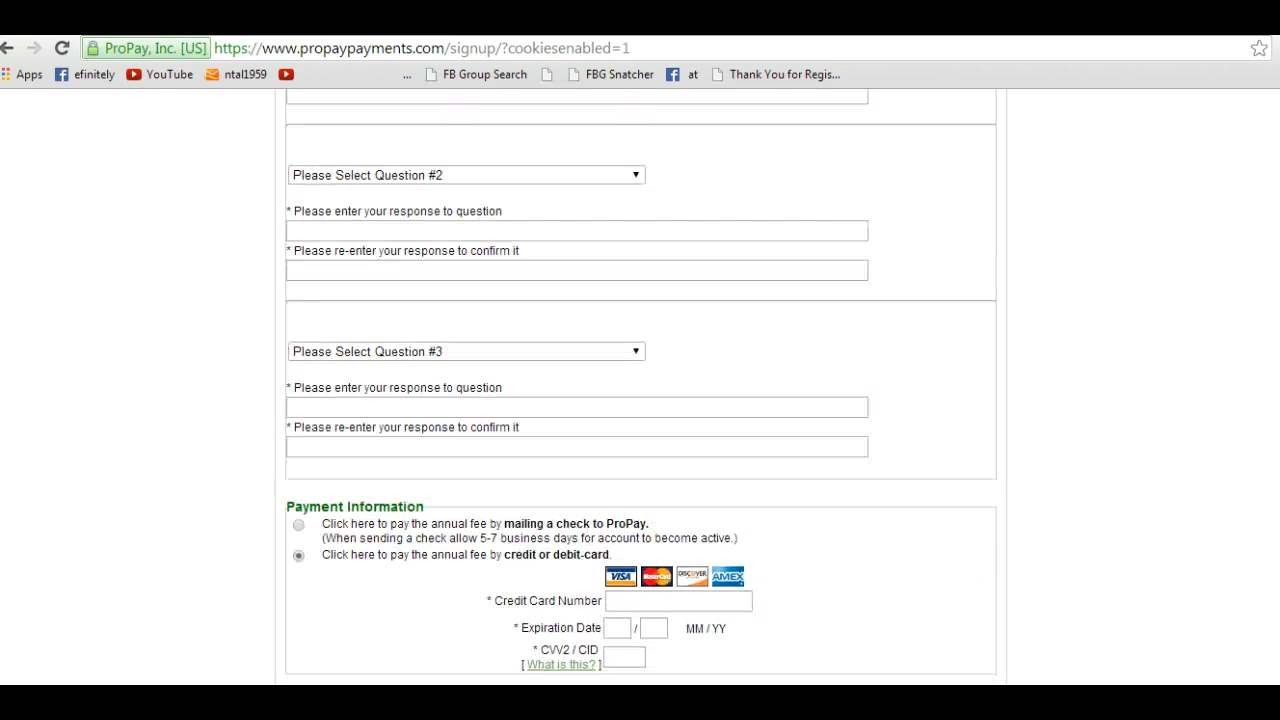 ProPay, Inc. [US] https://www.propaypayments.com/signup/?cookiesenabled=1
Apps efinitely YouTube ntal1959 ... FB Group Search FBG Snatcher at Thank You for Regis...
Please Select Question #2
* Please enter your response to question
* Please re-enter your response to confirm it
Please Select Question #3
* Please enter your response to question
* Please re-enter your response to confirm it
Payment Information
Click here to pay the annual fee by mailing a check to ProPay.
(When sending a check allow 5-7 business days for account to become active.)
Click here to pay the annual fee by credit or debit-card.
VISA MasterCard DISCOVER AMEX
* Credit Card Number
* Expiration Date / MM / YY
* CVV2 / CID
[ What is this? ]